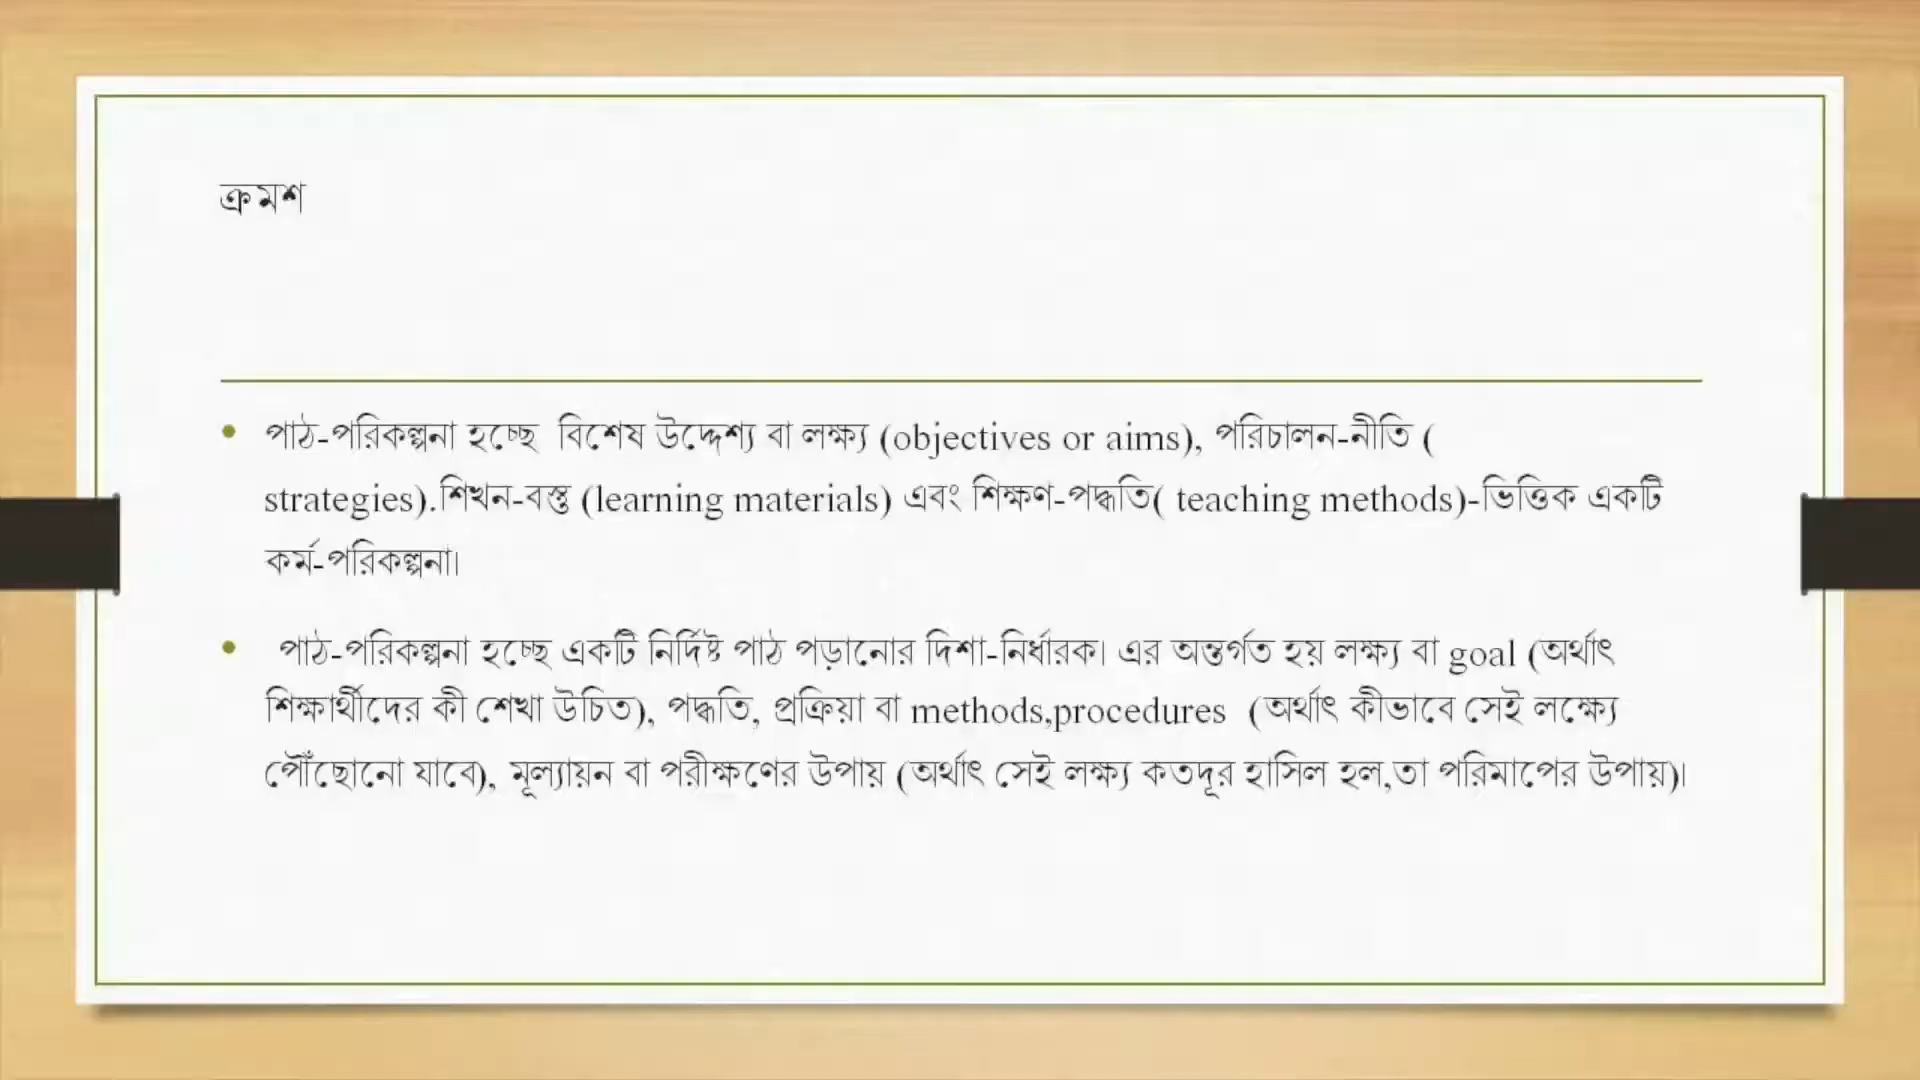 ক্রমশ
• পাঠ-পরিকল্পনা হচ্ছে বিশেষ উদ্দেশ্য বা লক্ষ্য (objectives or aims), পরিচালন-নীতি (
strategies).শিখন-বস্তু (learning materials) এবং শিক্ষণ-পদ্ধতি( teaching methods)-ভিত্তিক একটি
কর্ম-পরিকল্পনা।
• পাঠ-পরিকল্পনা হচ্ছে একটি নির্দিষ্ট পাঠ পড়ানোর দিশা-নির্ধারক। এর অন্তর্গত হয় লক্ষ্য বা goal (অর্থাৎ
শিক্ষার্থীদের কী শেখা উচিত), পদ্ধতি, প্রক্রিয়া বা methods,procedures (অর্থাৎ কীভাবে সেই লক্ষ্যে
পৌঁছোনো যাবে), মূল্যায়ন বা পরীক্ষণের উপায় (অর্থাৎ সেই লক্ষ্য কতদূর হাসিল হল,তা পরিমাপের উপায়)।